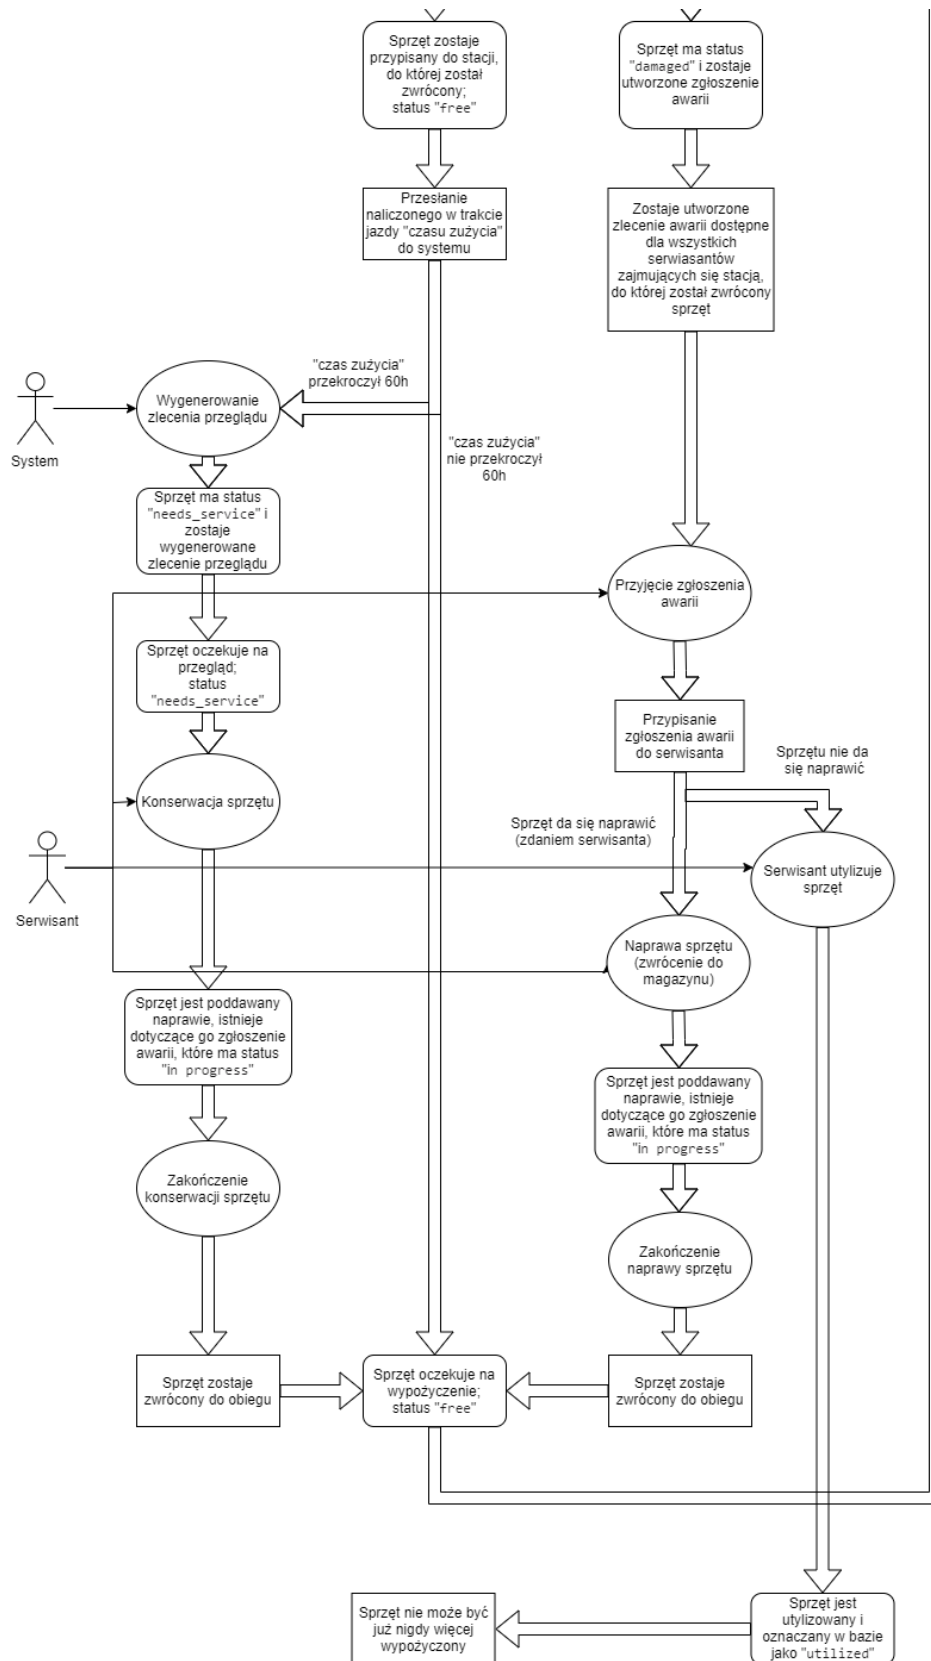 Sprzęt zostaje
przypisany do stacji,
do której został
zwrócony;
status "free"
Sprzęt ma status
"damaged" i zostaje
utworzone zgłoszenie
awarii
Przesłanie
naliczonego w trakcie
jazdy "czasu zużycia"
do systemu
Zostaje utworzone
zlecenie awarii dostępne
dla wszystkich
serwiasantów
zajmujących się stacją,
do której został zwrócony
sprzęt
"czas zużycia"
przekroczył 60h
Wygenerowanie
zlecenia przeglądu
System
"czas zużycia"
nie przekroczył
60h
Sprzęt ma status
"needs_service" i
zostaje
wygenerowane
zlecenie przeglądu
Przyjęcie zgłoszenia
awarii
Sprzęt oczekuje na
przegląd;
status
"needs_service"
Przypisanie
zgłoszenia awarii
do serwisanta
Sprzętu nie da
się naprawić
Konserwacja sprzętu
Sprzęt da się naprawić
(zdaniem serwisanta)
Serwisant utylizuje
sprzęt
Serwisant
Naprawa sprzętu
(zwrócenie do
magazynu)
Sprzęt jest poddawany
naprawie, istnieje
dotyczące go zgłoszenie
awarii, które ma status
"in progress"
Sprzęt jest poddawany
naprawie, istnieje
dotyczące go zgłoszenie
awarii, które ma status
"in progress"
Zakończenie
konserwacji sprzętu
Zakończenie
naprawy sprzętu
Sprzęt zostaje
zwrócony do obiegu
Sprzęt oczekuje na
wypożyczenie;
status "free"
Sprzęt zostaje
zwrócony do obiegu
Sprzęt nie może być
już nigdy więcej
wypożyczony
Sprzęt jest
utylizowany i
oznaczany w bazie
jako "utilized"